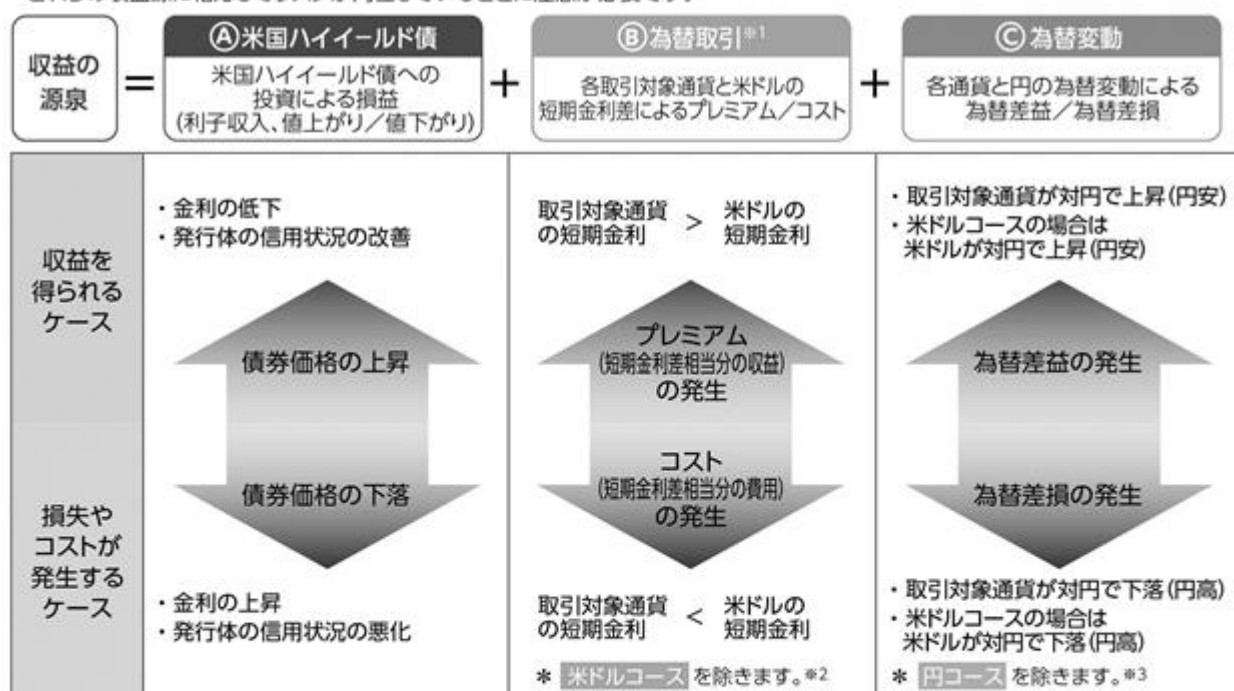 収益の
源泉
=
Ⓐ米国ハイイールド債
米国ハイイールド債への
投資による損益
(利子収入、値上がり／値下がり)
+
Ⓑ為替取引※1
各取引対象通貨と米ドルの
短期金利差によるプレミアム／コスト
+
Ⓒ為替変動
各通貨と円の為替変動による
為替差益／為替差損
収益を
得られる
ケース
・金利の低下
・発行体の信用状況の改善
債券価格の上昇
取引対象通貨
の短期金利
>
米ドルの
短期金利
プレミアム
(短期金利差相当分の収益)
の発生
・取引対象通貨が対円で上昇(円安)
・米ドルコースの場合は
米ドルが対円で上昇(円安)
為替差益の発生
損失や
コストが
発生する
ケース
債券価格の下落
・金利の上昇
・発行体の信用状況の悪化
コスト
(短期金利差相当分の費用)
の発生
取引対象通貨
の短期金利
<
米ドルの
短期金利
* 米ドルコース を除きます。※2
為替差損の発生
・取引対象通貨が対円で下落(円高)
・米ドルコースの場合は
米ドルが対円で下落(円高)
* 円コース を除きます。※3